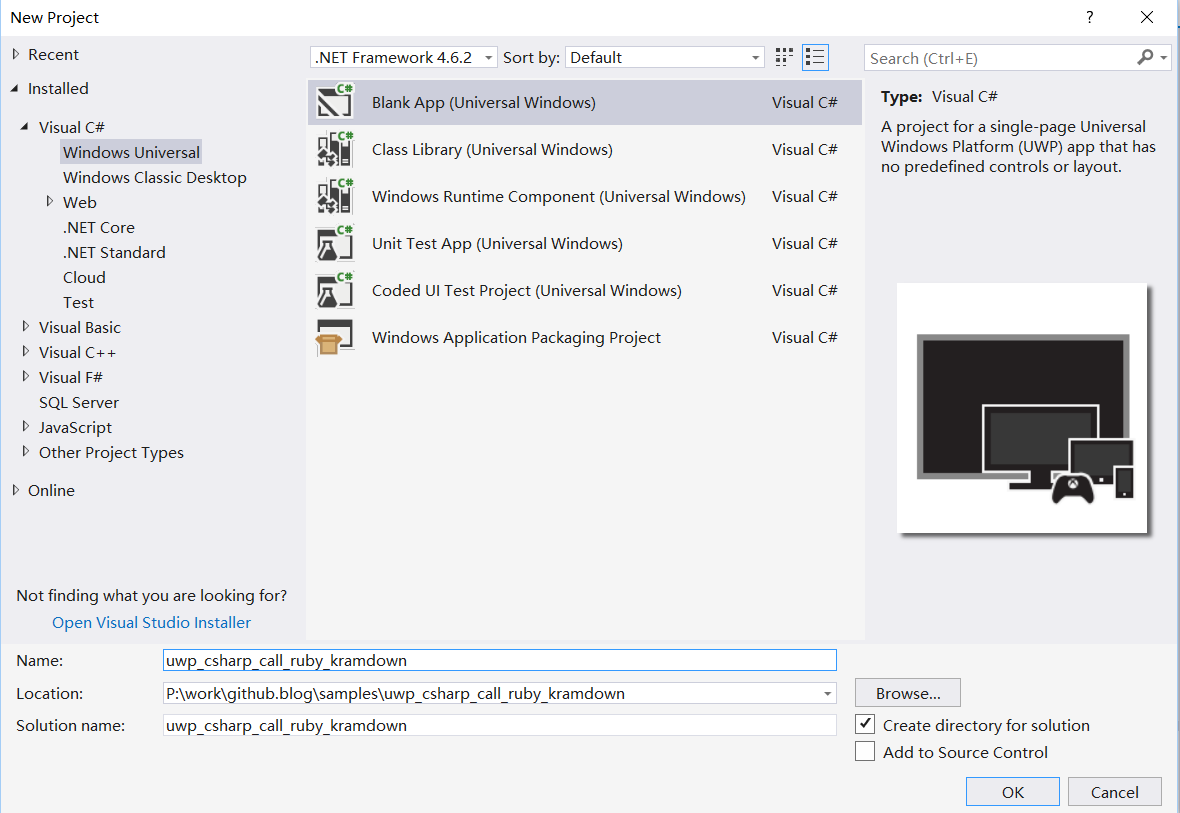 New Project
?
Recent
Installed
Visual C#
Windows Universal
Windows Classic Desktop
Web
.NET Core
.NET Standard
Cloud
Test
Visual Basic
Visual C++
Visual F#
SQL Server
JavaScript
Other Project Types
Online
Not finding what you are looking for?
Open Visual Studio Installer
.NET Framework 4.6.2 Sort by: Default
Search (Ctrl+E)
Blank App (Universal Windows) Visual C#
Class Library (Universal Windows) Visual C#
Windows Runtime Component (Universal Windows) Visual C#
Unit Test App (Universal Windows) Visual C#
Coded UI Test Project (Universal Windows) Visual C#
Windows Application Packaging Project Visual C#
Type: Visual C#
A project for a single-page Universal
Windows Platform (UWP) app that has
no predefined controls or layout.
Name: uwp_csharp_call_ruby_kramdown
Location: P:\work\github.blog\samples\uwp_csharp_call_ruby_kramdown Browse...
Solution name: uwp_csharp_call_ruby_kramdown
Create directory for solution
Add to Source Control
OK Cancel